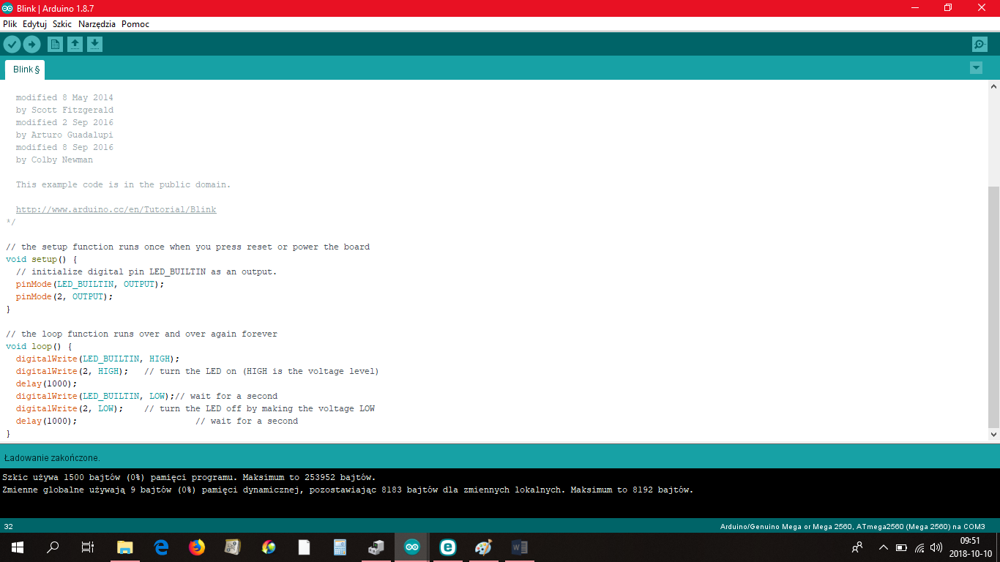 Blink | Arduino 1.8.7
Plik Edytuj Szkic Narzędzia Pomoc
Blink §
modified 8 May 2014
by Scott Fitzgerald
modified 2 Sep 2016
by Arturo Guadalupi
modified 8 Sep 2016
by Colby Newman
This example code is in the public domain.
http://www.arduino.cc/en/Tutorial/Blink
*/
// the setup function runs once when you press reset or power the board
void setup() {
// initialize digital pin LED_BUILTIN as an output.
pinMode(LED_BUILTIN, OUTPUT);
pinMode(2, OUTPUT);
}
// the loop function runs over and over again forever
void loop() {
digitalWrite(LED_BUILTIN, HIGH);
digitalWrite(2, HIGH);   // turn the LED on (HIGH is the voltage level)
delay(1000);
digitalWrite(LED_BUILTIN, LOW);// wait for a second
digitalWrite(2, LOW);    // turn the LED off by making the voltage LOW
delay(1000);                       // wait for a second
}
Ładowanie zakończone.
Szkic używa 1500 bajtów (0%) pamięci programu. Maksimum to 253952 bajtów.
Zmienne globalne używają 9 bajtów (0%) pamięci dynamicznej, pozostawiając 8183 bajtów dla zmiennych lokalnych. Maksimum to 8192 bajtów.
32
Arduino/Genuino Mega or Mega 2560, ATmega2560 (Mega 2560) na COM3
09:51
2018-10-10